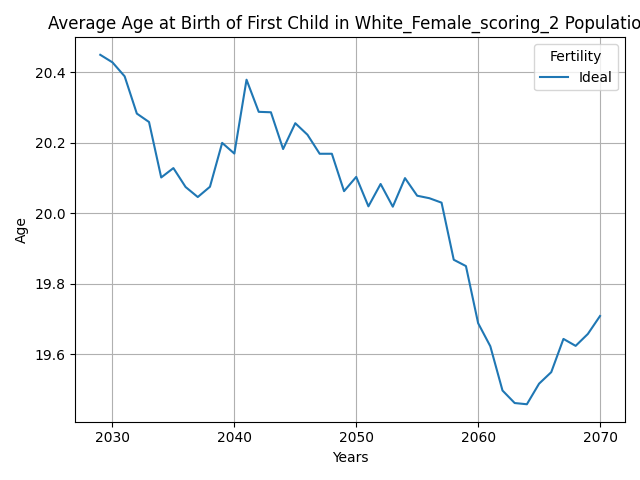 Average Age at Birth of First Child in White_Female_scoring_2 Populatio
Fertility
Ideal
20.4
20.2
20.0
19.8
19.6
Age
2030 2040 2050 2060 2070
Years